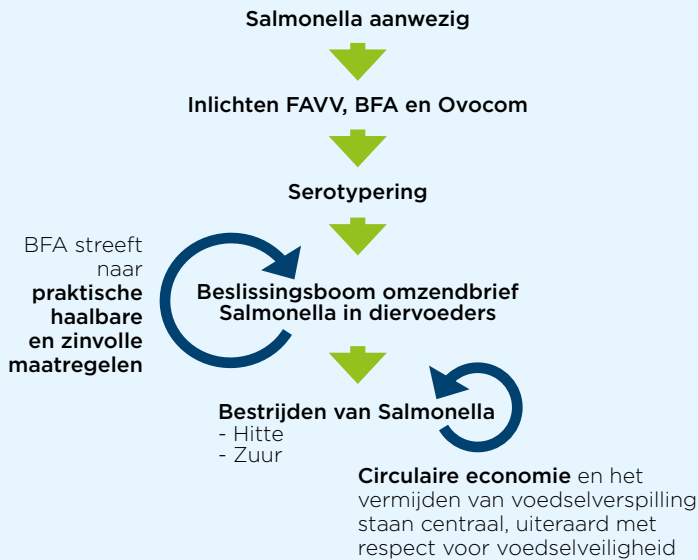 Salmonella aanwezig
Inlichten FAVV, BFA en Ovocom
Serotypering
BFA streeft
naar
praktische
haalbare
en zinvolle
maatregelen
Beslissingsboom omzendbrief
Salmonella in diervoeders
Bestrijden van Salmonella
- Hitte
- Zuur
Circulaire economie en het
vermijden van voedselverspilling
staan centraal, uiteraard met
respect voor voedselveiligheid